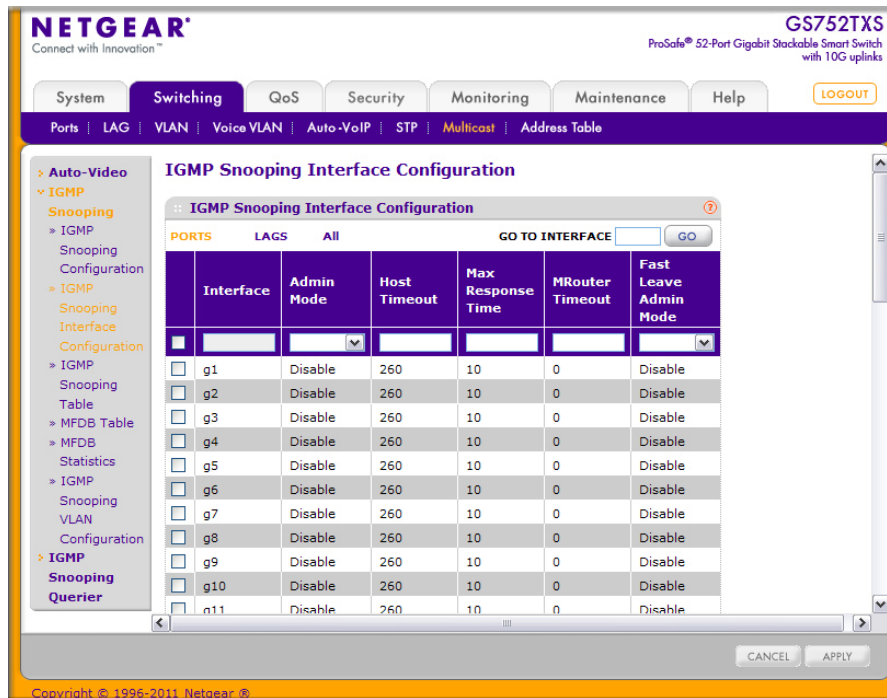 NETGEAR®
Connect with Innovation™
GS752TXS
ProSafe® 52-Port Gigabit Stackable Smart Switch
with 10G uplinks
System Switching QoS Security Monitoring Maintenance Help LOGOUT
Ports LAG VLAN Voice VLAN Auto-VoIP STP Multicast Address Table
Auto-Video
IGMP
Snooping
» IGMP
Snooping
Configuration
» IGMP
Snooping
Interface
Configuration
» IGMP
Snooping
Table
» MFDB Table
» MFDB
Statistics
» IGMP
Snooping
VLAN
Configuration
IGMP
Snooping
Querier
IGMP Snooping Interface Configuration
IGMP Snooping Interface Configuration ?
PORTS LAGS All GO TO INTERFACE GO
Interface
Admin
Mode
Host
Timeout
Max
Response
Time
MRouter
Timeout
Fast
Leave
Admin
Mode
g1 Disable 260 10 0 Disable
g2 Disable 260 10 0 Disable
g3 Disable 260 10 0 Disable
g4 Disable 260 10 0 Disable
g5 Disable 260 10 0 Disable
g6 Disable 260 10 0 Disable
g7 Disable 260 10 0 Disable
g8 Disable 260 10 0 Disable
g9 Disable 260 10 0 Disable
g10 Disable 260 10 0 Disable
g11 Disable 260 10 0 Disable
CANCEL APPLY
Copyright © 1996-2011 Netgear ®